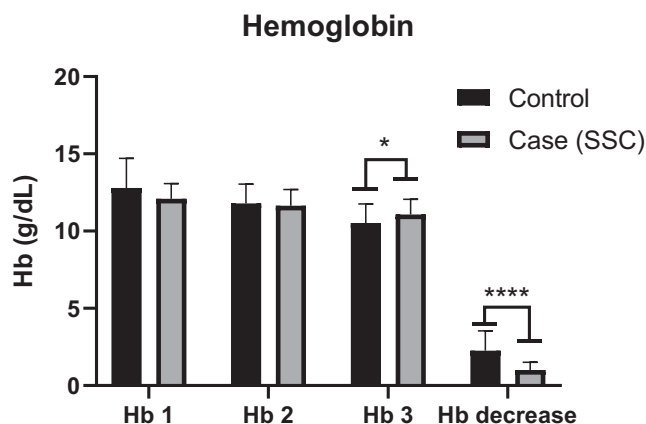 Hemoglobin
20
15
10
5
0
Hb (g/dL)
Control
Case (SSC)
*
****
Hb 1
Hb 2
Hb 3
Hb decrease